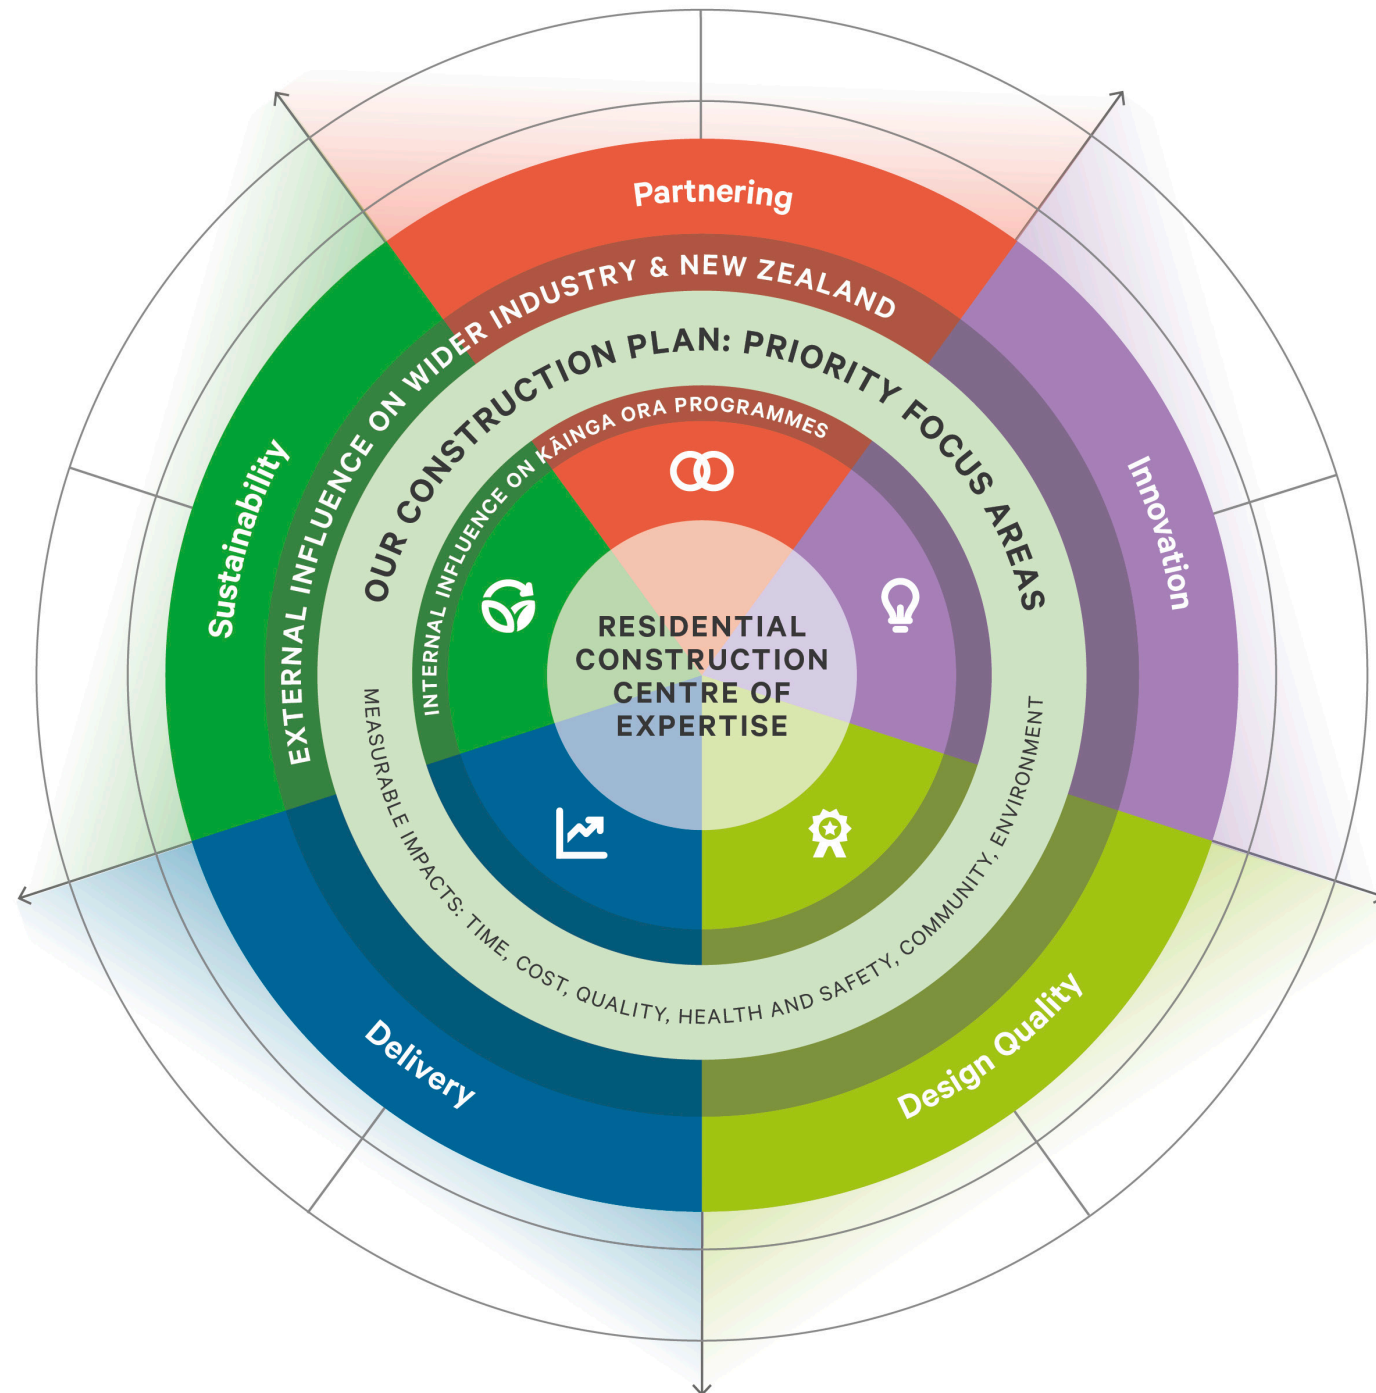 Partnering
EXTERNAL INFLUENCE ON WIDER INDUSTRY & NEW ZEALAND
OUR CONSTRUCTION PLAN: PRIORITY FOCUS AREAS
INTERNAL INFLUENCE ON KĀINGA ORA PROGRAMMES
Sustainability
Innovation
RESIDENTIAL
CONSTRUCTION
CENTRE OF
EXPERTISE
MEASURABLE IMPACTS: TIME, COST, QUALITY, HEALTH AND SAFETY, COMMUNITY, ENVIRONMENT
Delivery
Design Quality